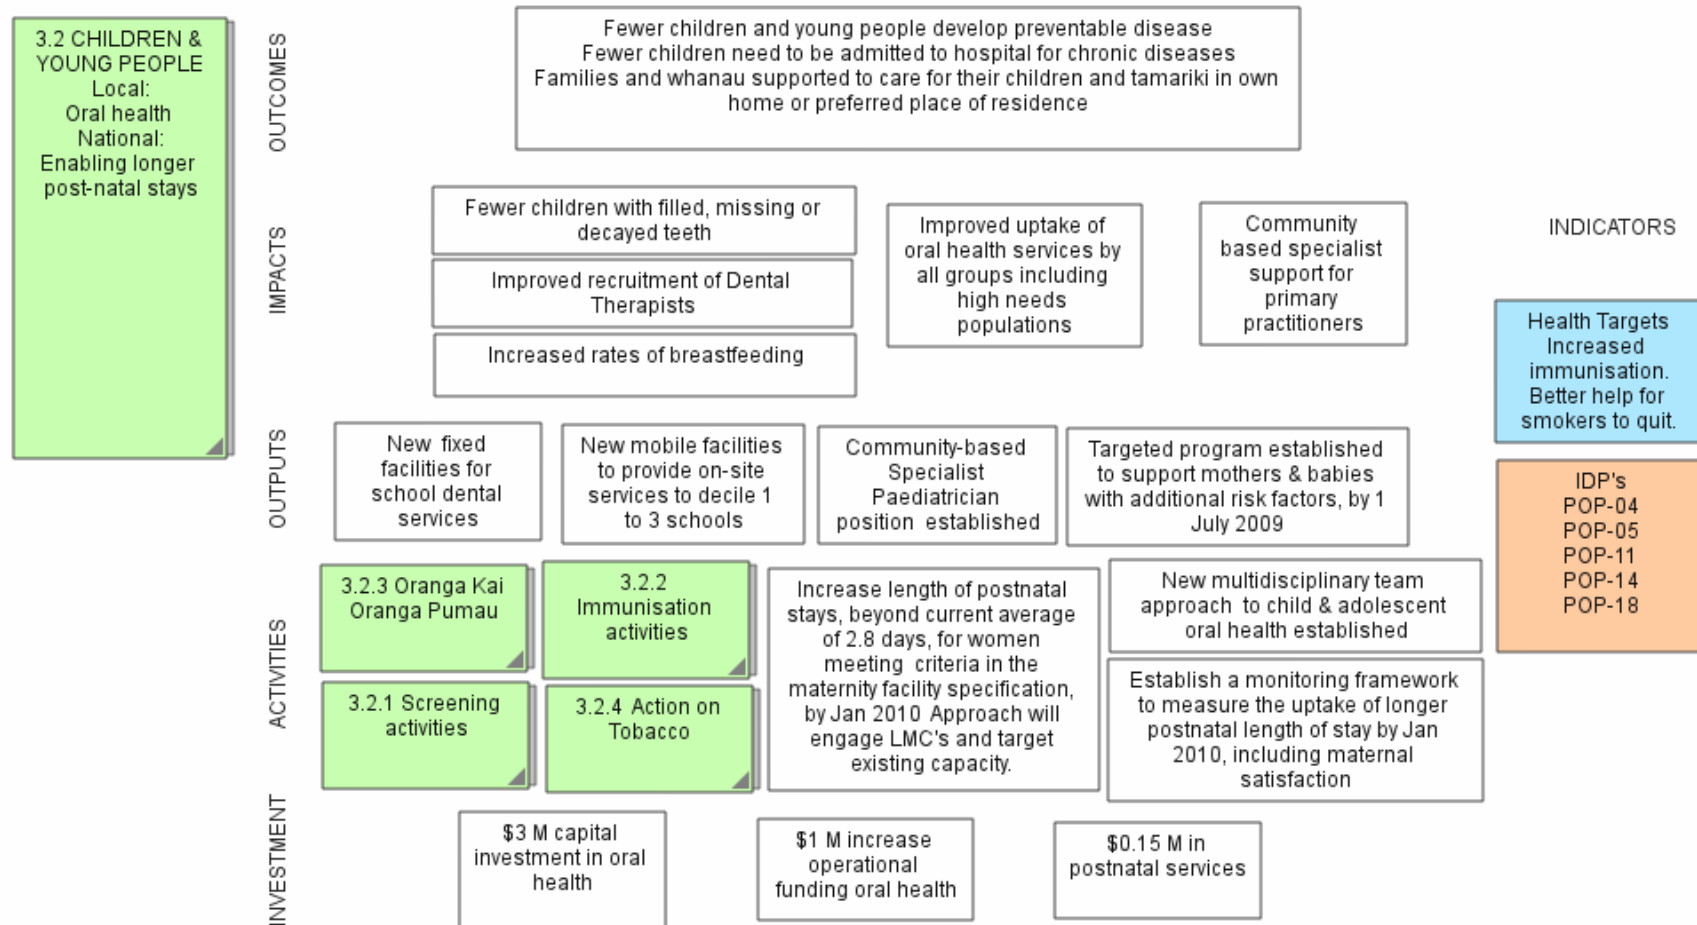 3.2 CHILDREN &
YOUNG PEOPLE
Local:
Oral health
National:
Enabling longer
post-natal stays
OUTCOMES
Fewer children and young people develop preventable disease
Fewer children need to be admitted to hospital for chronic diseases
Families and whanau supported to care for their children and tamariki in own
home or preferred place of residence
IMPACTS
Fewer children with filled, missing or
decayed teeth
Improved recruitment of Dental
Therapists
Increased rates of breastfeeding
Improved uptake of
oral health services by
all groups including
high needs
populations
Community
based specialist
support for
primary
practitioners
INDICATORS
Health Targets
Increased
immunisation.
Better help for
smokers to quit.
IDP's
POP-04
POP-05
POP-11
POP-14
POP-18
OUTPUTS
New fixed
facilities for
school dental
services
New mobile facilities
to provide on-site
services to decile 1
to 3 schools
Community-based
Specialist
Paediatrician
position established
Targeted program established
to support mothers & babies
with additional risk factors, by 1
July 2009
ACTIVITIES
3.2.3 Oranga Kai
Oranga Pumau
3.2.2
Immunisation
activities
3.2.1 Screening
activities
3.2.4 Action on
Tobacco
Increase length of postnatal
stays, beyond current average
of 2.8 days, for women
meeting criteria in the
maternity facility specification,
by Jan 2010 Approach will
engage LMC's and target
existing capacity.
New multidisciplinary team
approach to child & adolescent
oral health established
Establish a monitoring framework
to measure the uptake of longer
postnatal length of stay by Jan
2010, including maternal
satisfaction
INVESTMENT
$3 M capital
investment in oral
health
$1 M increase
operational
funding oral health
$0.15 M in
postnatal services